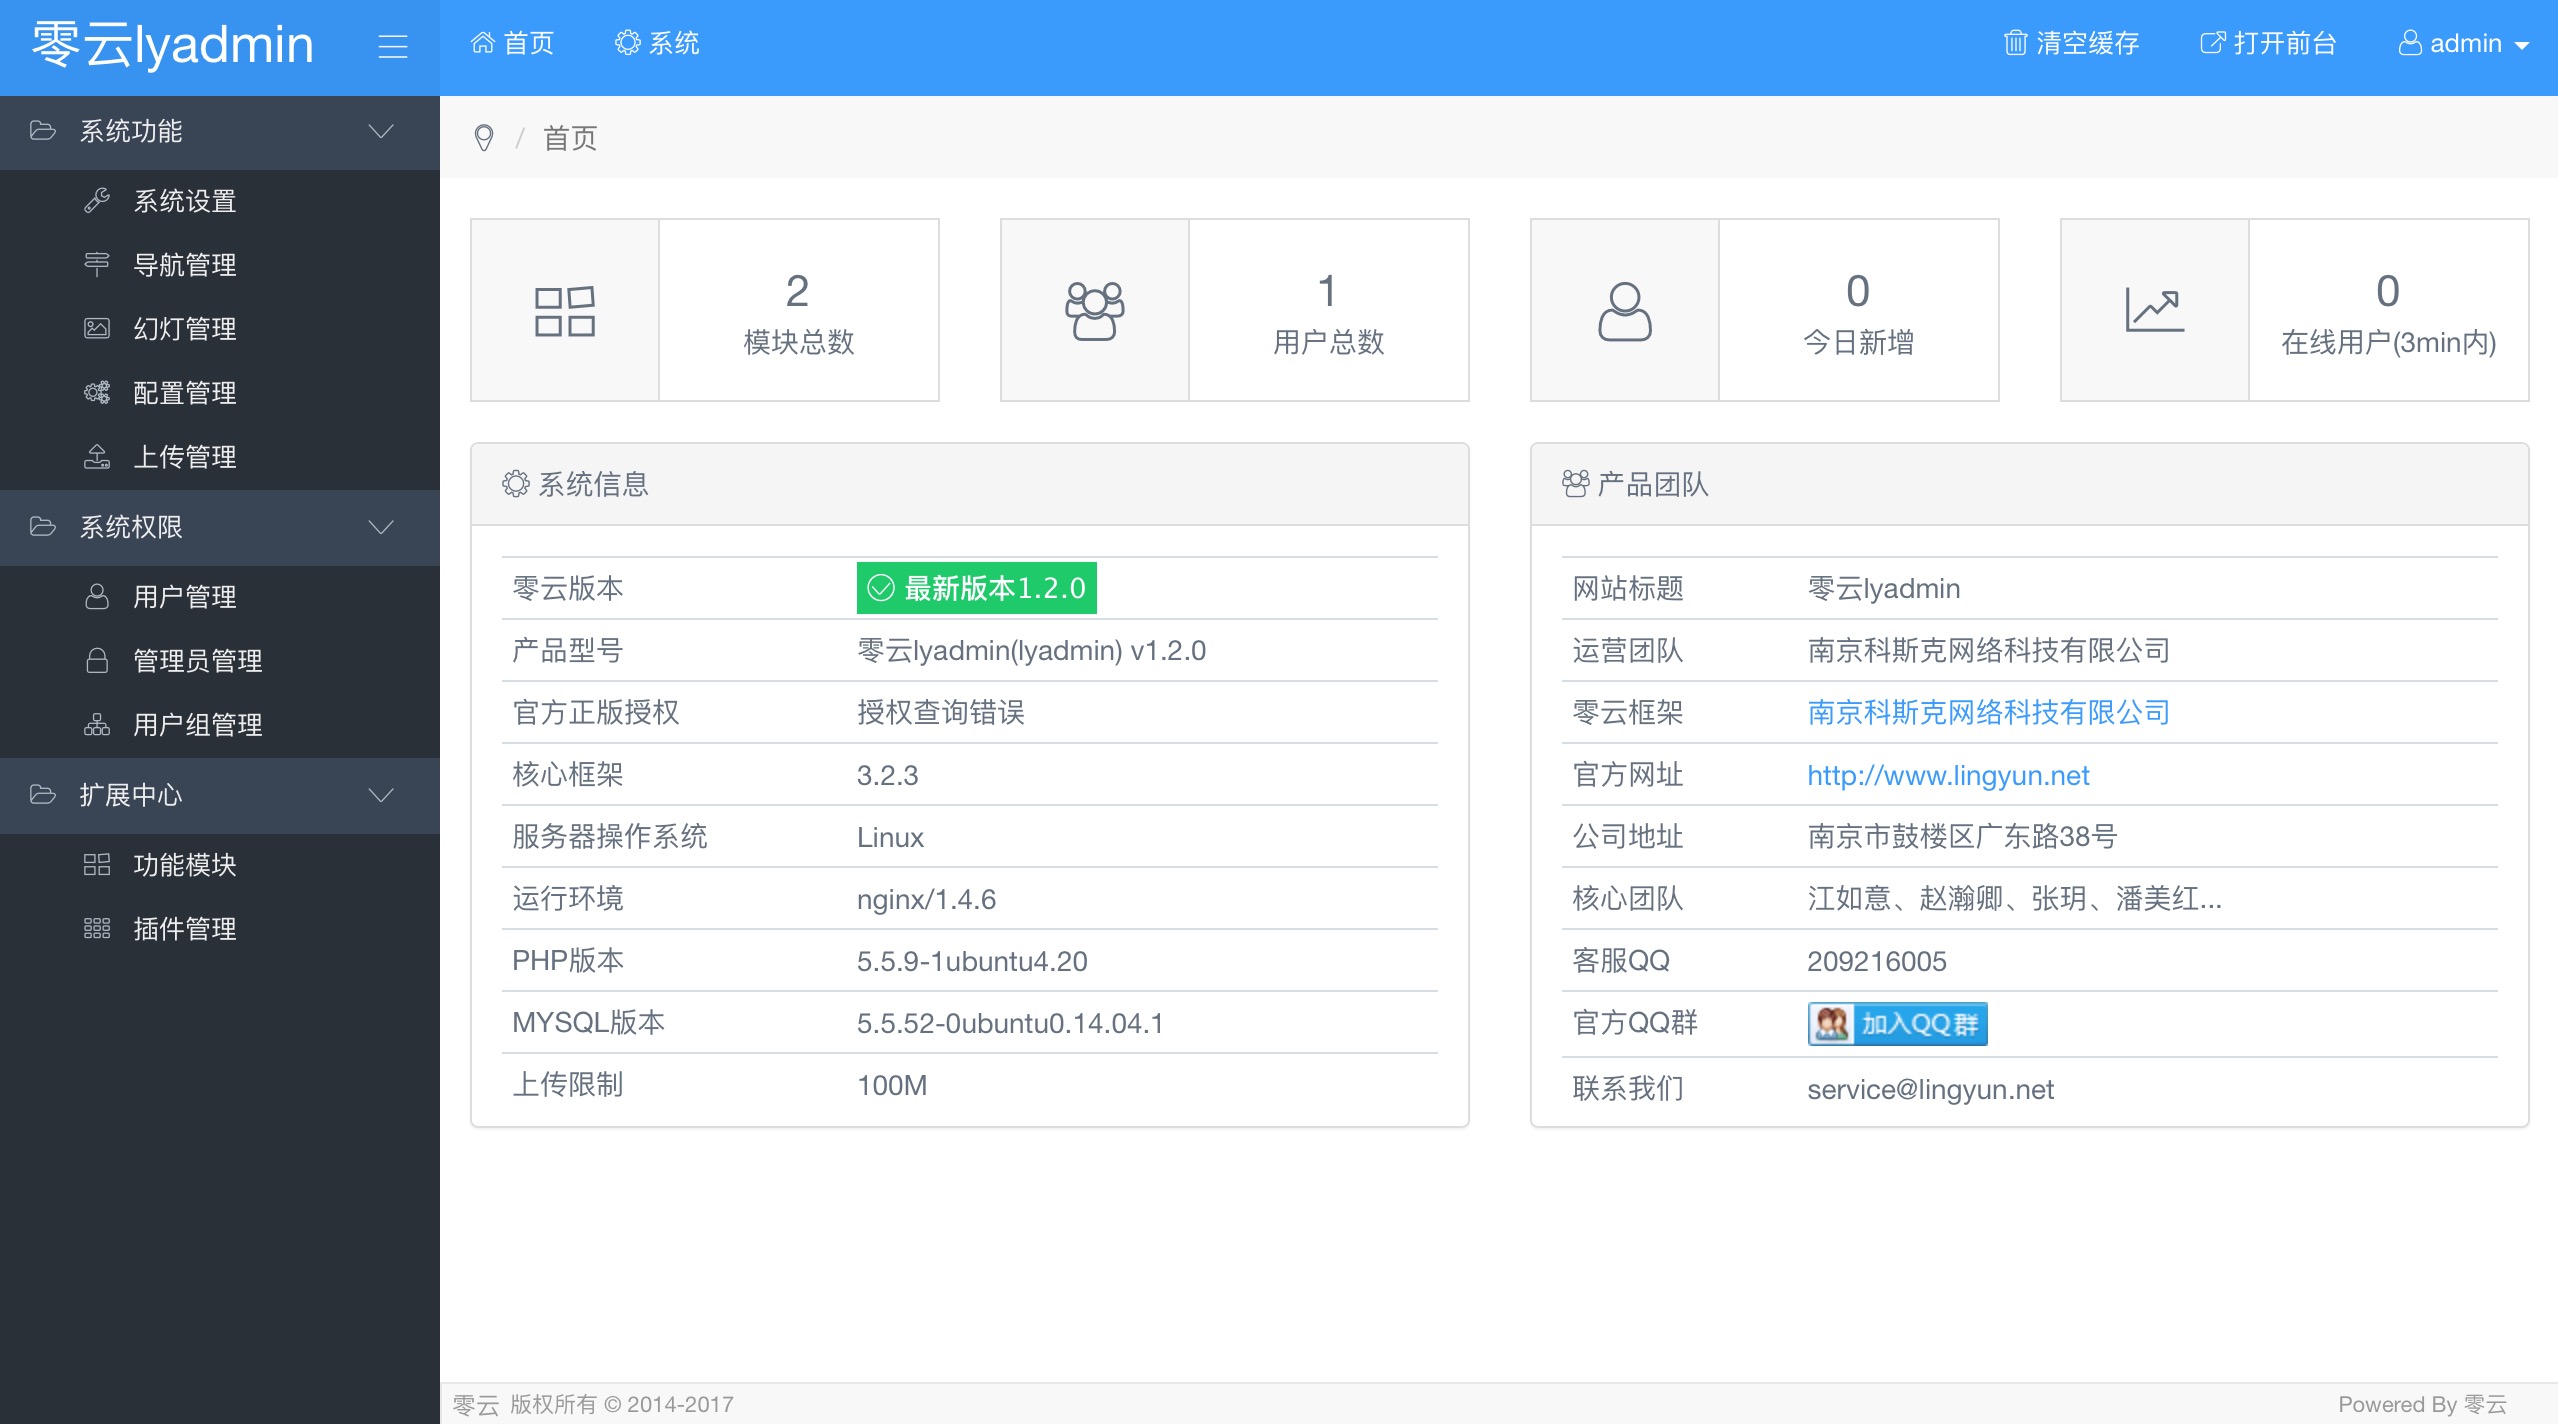 零云lyadmin
首页 系统 清空缓存 打开前台 admin
系统功能
系统设置
导航管理
幻灯管理
配置管理
上传管理
系统权限
用户管理
管理员管理
用户组管理
扩展中心
功能模块
插件管理
/ 首页
2
模块总数
1
用户总数
0
今日新增
0
在线用户(3min内)
系统信息
零云版本 最新版本1.2.0
产品型号 零云lyadmin(lyadmin) v1.2.0
官方正版授权 授权查询错误
核心框架 3.2.3
服务器操作系统 Linux
运行环境 nginx/1.4.6
PHP版本 5.5.9-1ubuntu4.20
MYSQL版本 5.5.52-0ubuntu0.14.04.1
上传限制 100M
产品团队
网站标题 零云lyadmin
运营团队 南京科斯克网络科技有限公司
零云框架 南京科斯克网络科技有限公司
官方网址 http://www.lingyun.net
公司地址 南京市鼓楼区广东路38号
核心团队 江如意、赵瀚卿、张玥、潘美红...
客服QQ 209216005
官方QQ群 加入QQ群
联系我们 service@lingyun.net
零云 版权所有 © 2014-2017 Powered By 零云